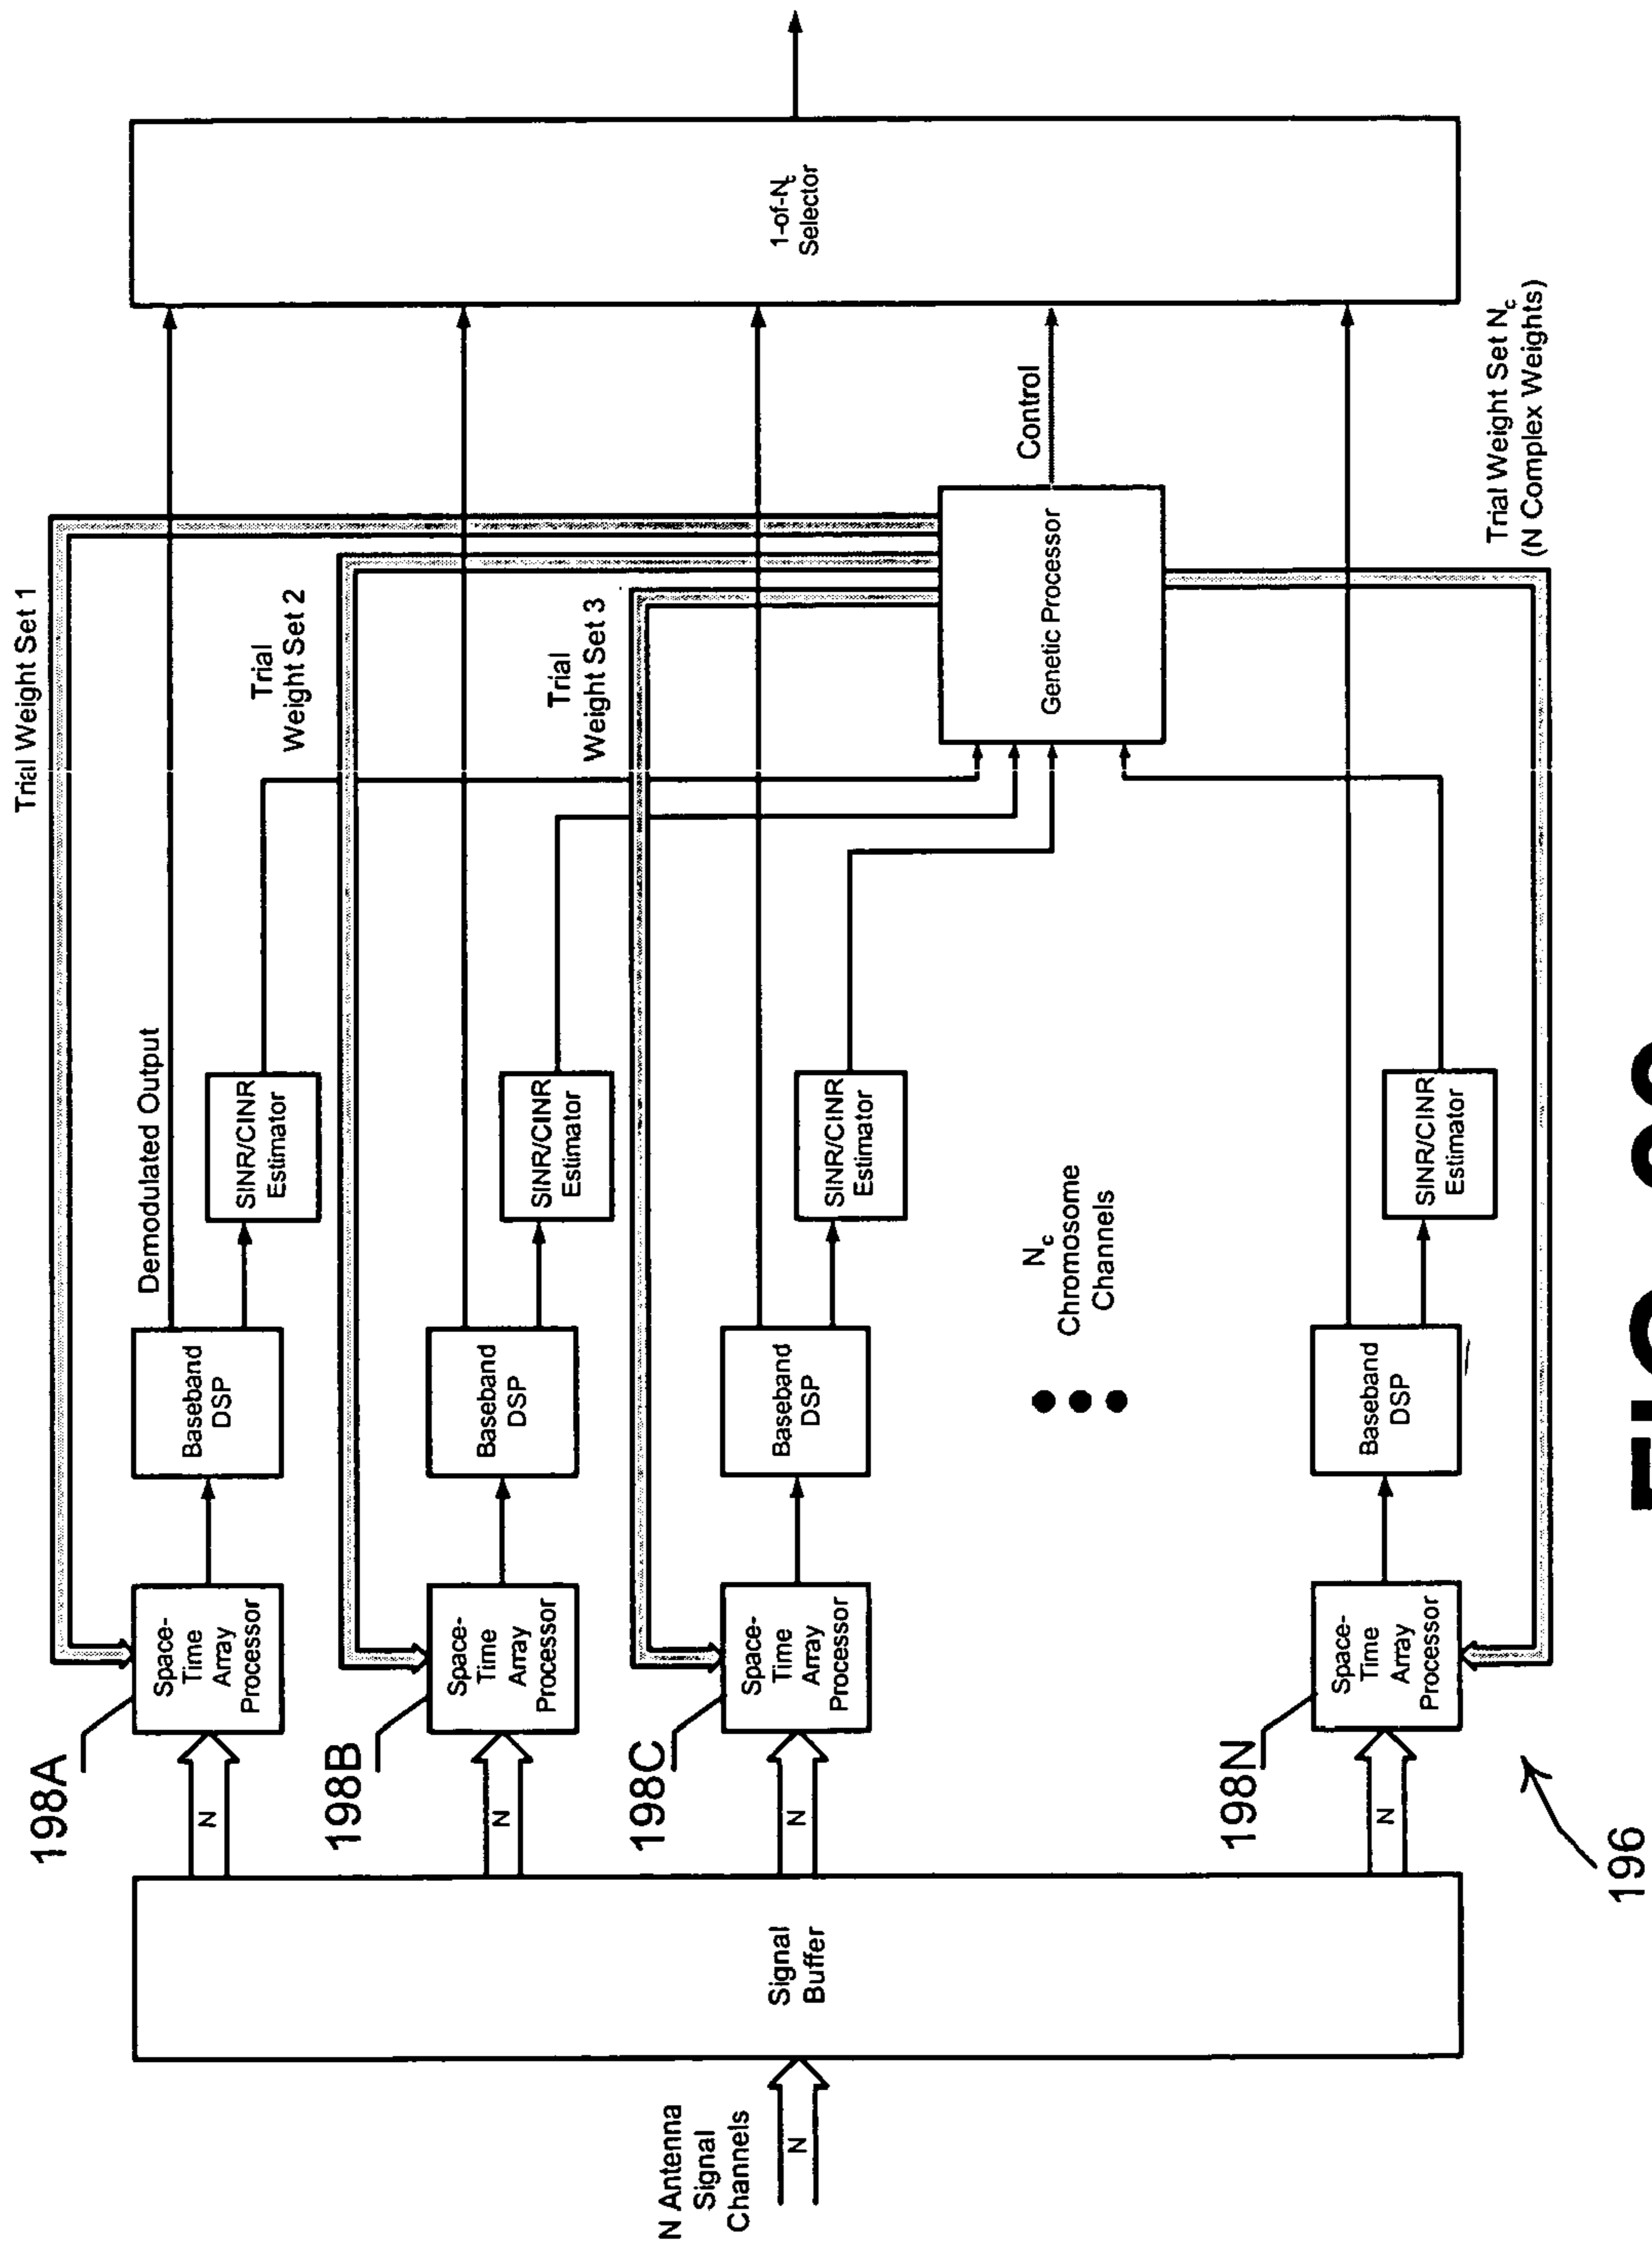 N Antenna
Signal
Channels
N
Signal
Buffer
N
N
N
N
198A
198B
198C
198N
196
Space-
Time
Array
Processor
Space-
Time
Array
Processor
Space-
Time
Array
Processor
Space-
Time
Array
Processor
Baseband
DSP
Baseband
DSP
Baseband
DSP
Baseband
DSP
Demodulated Output
SINR/CINR
Estimator
SINR/CINR
Estimator
SINR/CINR
Estimator
SINR/CINR
Estimator
Nc
Chromosome
Channels
Trial Weight Set 1
Trial
Weight Set 2
Trial
Weight Set 3
Genetic Processor
Control
Trial Weight Set Nc
(N Complex Weights)
1-of-Nc
Selector